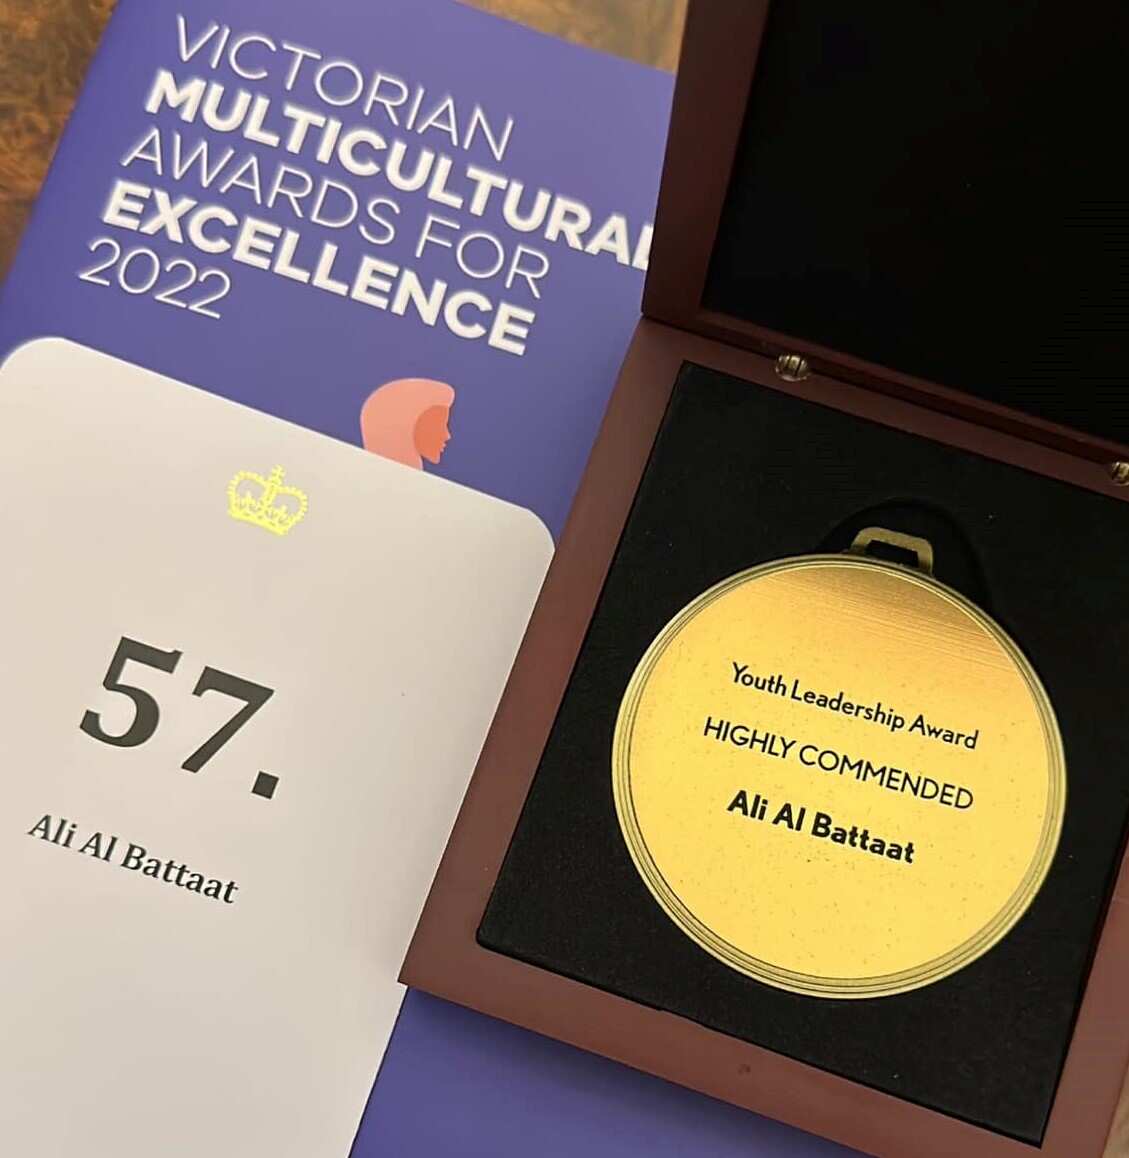 VICTORIAN
MULTICULTURAL
AWARDS FOR
EXCELLENCE
2022
57.
Ali Al Battaat
Youth Leadership Award
HIGHLY COMMENDED
Ali Al Battaat